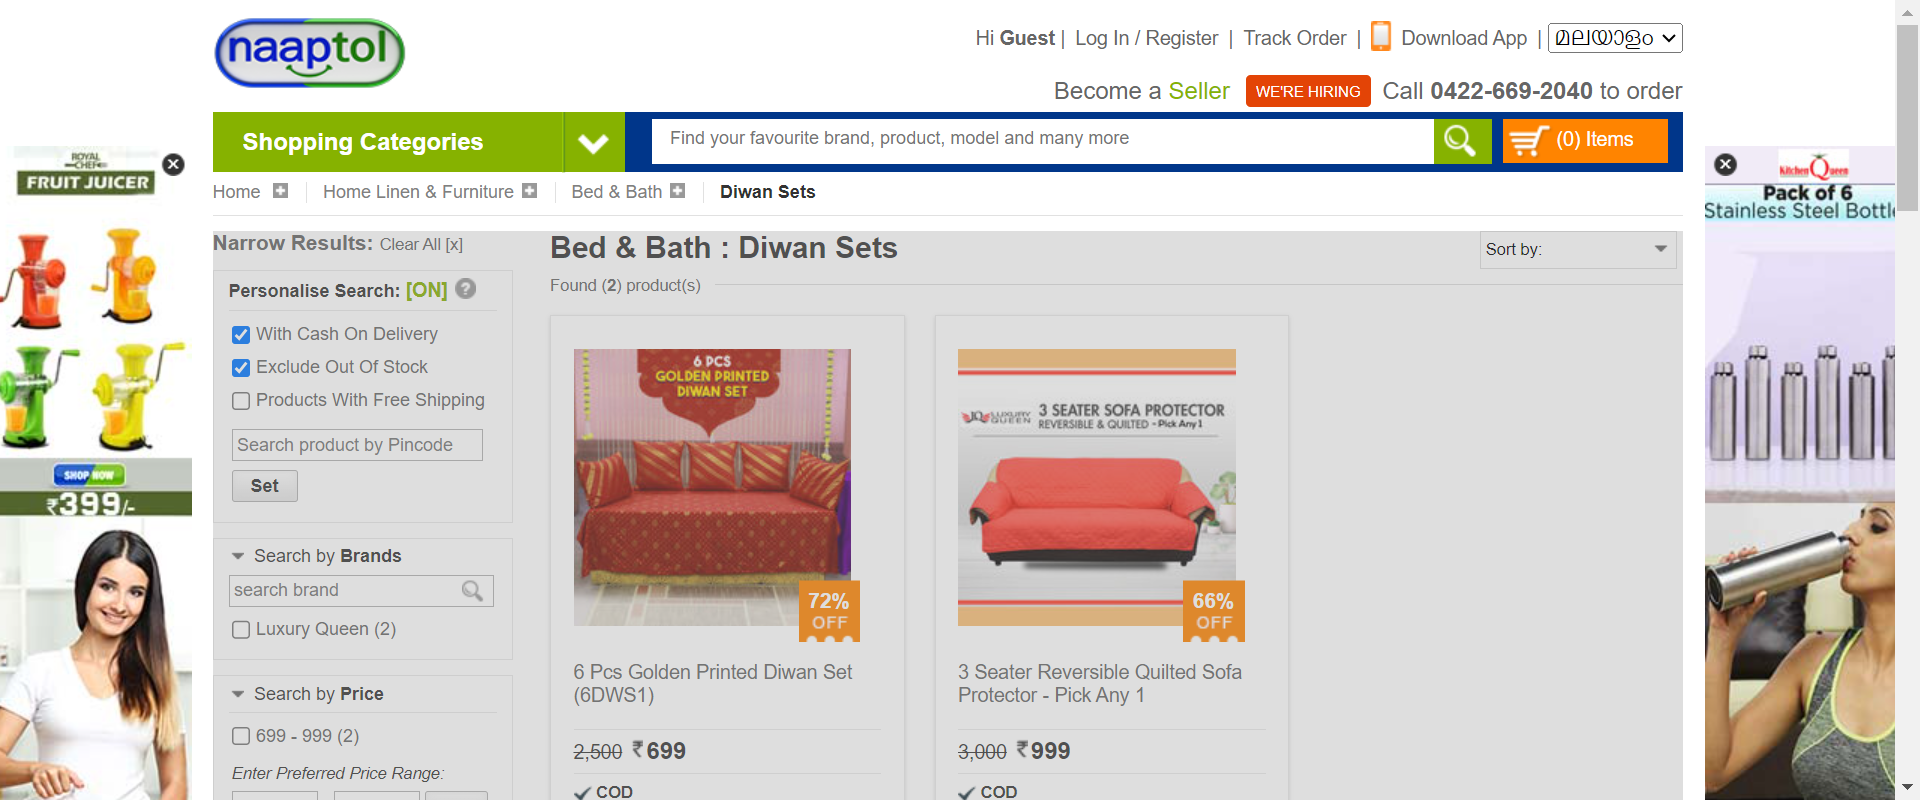 naaptol
Hi Guest | Log In / Register | Track Order | Download App | മലയാളം
Become a Seller WE'RE HIRING Call 0422-669-2040 to order
Shopping Categories
Find your favourite brand, product, model and many more
(0) Items
Home
Home Linen & Furniture
Bed & Bath
Diwan Sets
ROYAL
CHEF
FRUIT JUICER
SHOP NOW
₹399/-
Kitchen Queen
Pack of 6
Stainless Steel Bottle
Narrow Results: Clear All [x]
Personalise Search: [ON] ?
With Cash On Delivery
Exclude Out Of Stock
Products With Free Shipping
Search product by Pincode
Set
Search by Brands
search brand
Luxury Queen (2)
Search by Price
699 - 999 (2)
Enter Preferred Price Range:
Bed & Bath : Diwan Sets
Sort by:
Found (2) product(s)
6 PCS
GOLDEN PRINTED
DIWAN SET
72%
OFF
6 Pcs Golden Printed Diwan Set
(6DWS1)
2,500 ₹699
COD
LUXURY
QUEEN
3 SEATER SOFA PROTECTOR
REVERSIBLE & QUILTED - Pick Any 1
66%
OFF
3 Seater Reversible Quilted Sofa
Protector - Pick Any 1
3,000 ₹999
COD